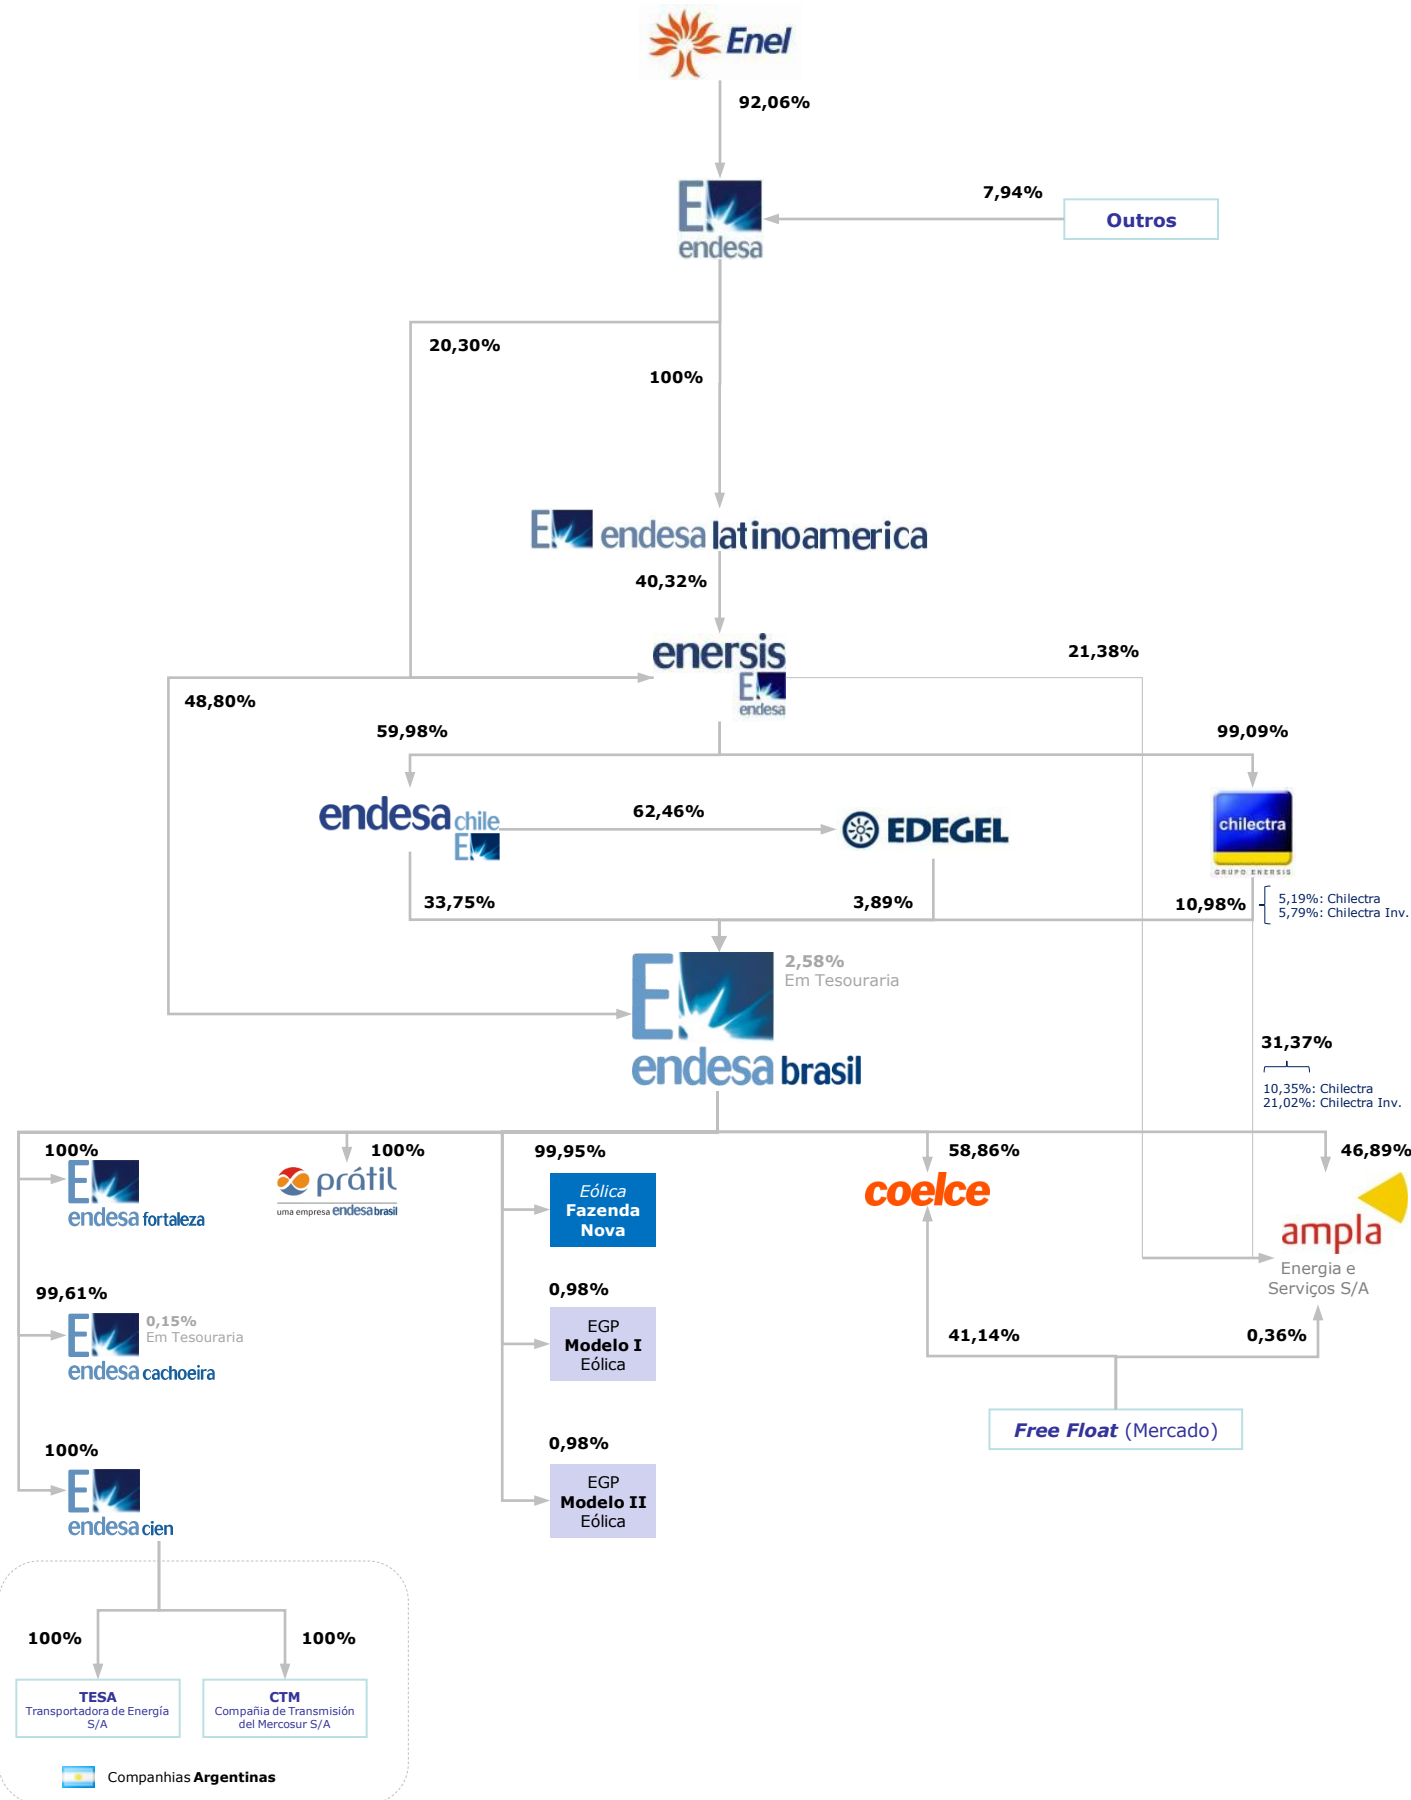 Enel
92,06%
endesa
7,94%
Outros
20,30%
100%
endesa latinoamerica
40,32%
enersis
endesa
21,38%
48,80%
59,98%
99,09%
endesa chile
62,46%
EDEGEL
chilectra
GRUPO ENERSIS
33,75%
3,89%
10,98%
5,19%: Chilectra
5,79%: Chilectra Inv.
2,58%
Em Tesouraria
endesa brasil
31,37%
10,35%: Chilectra
21,02%: Chilectra Inv.
100%
endesa fortaleza
100%
prátil
uma empresa endesa brasil
99,95%
Eólica
Fazenda
Nova
58,86%
coelce
46,89%
ampla
Energia e
Serviços S/A
99,61%
0,15%
Em Tesouraria
endesa cachoeira
0,98%
EGP
Modelo I
Eólica
41,14%
0,36%
Free Float (Mercado)
100%
endesa cien
0,98%
EGP
Modelo II
Eólica
100%
100%
TESA
Transportadora de Energía
S/A
CTM
Compañia de Transmisión
del Mercosur S/A
Companhias Argentinas